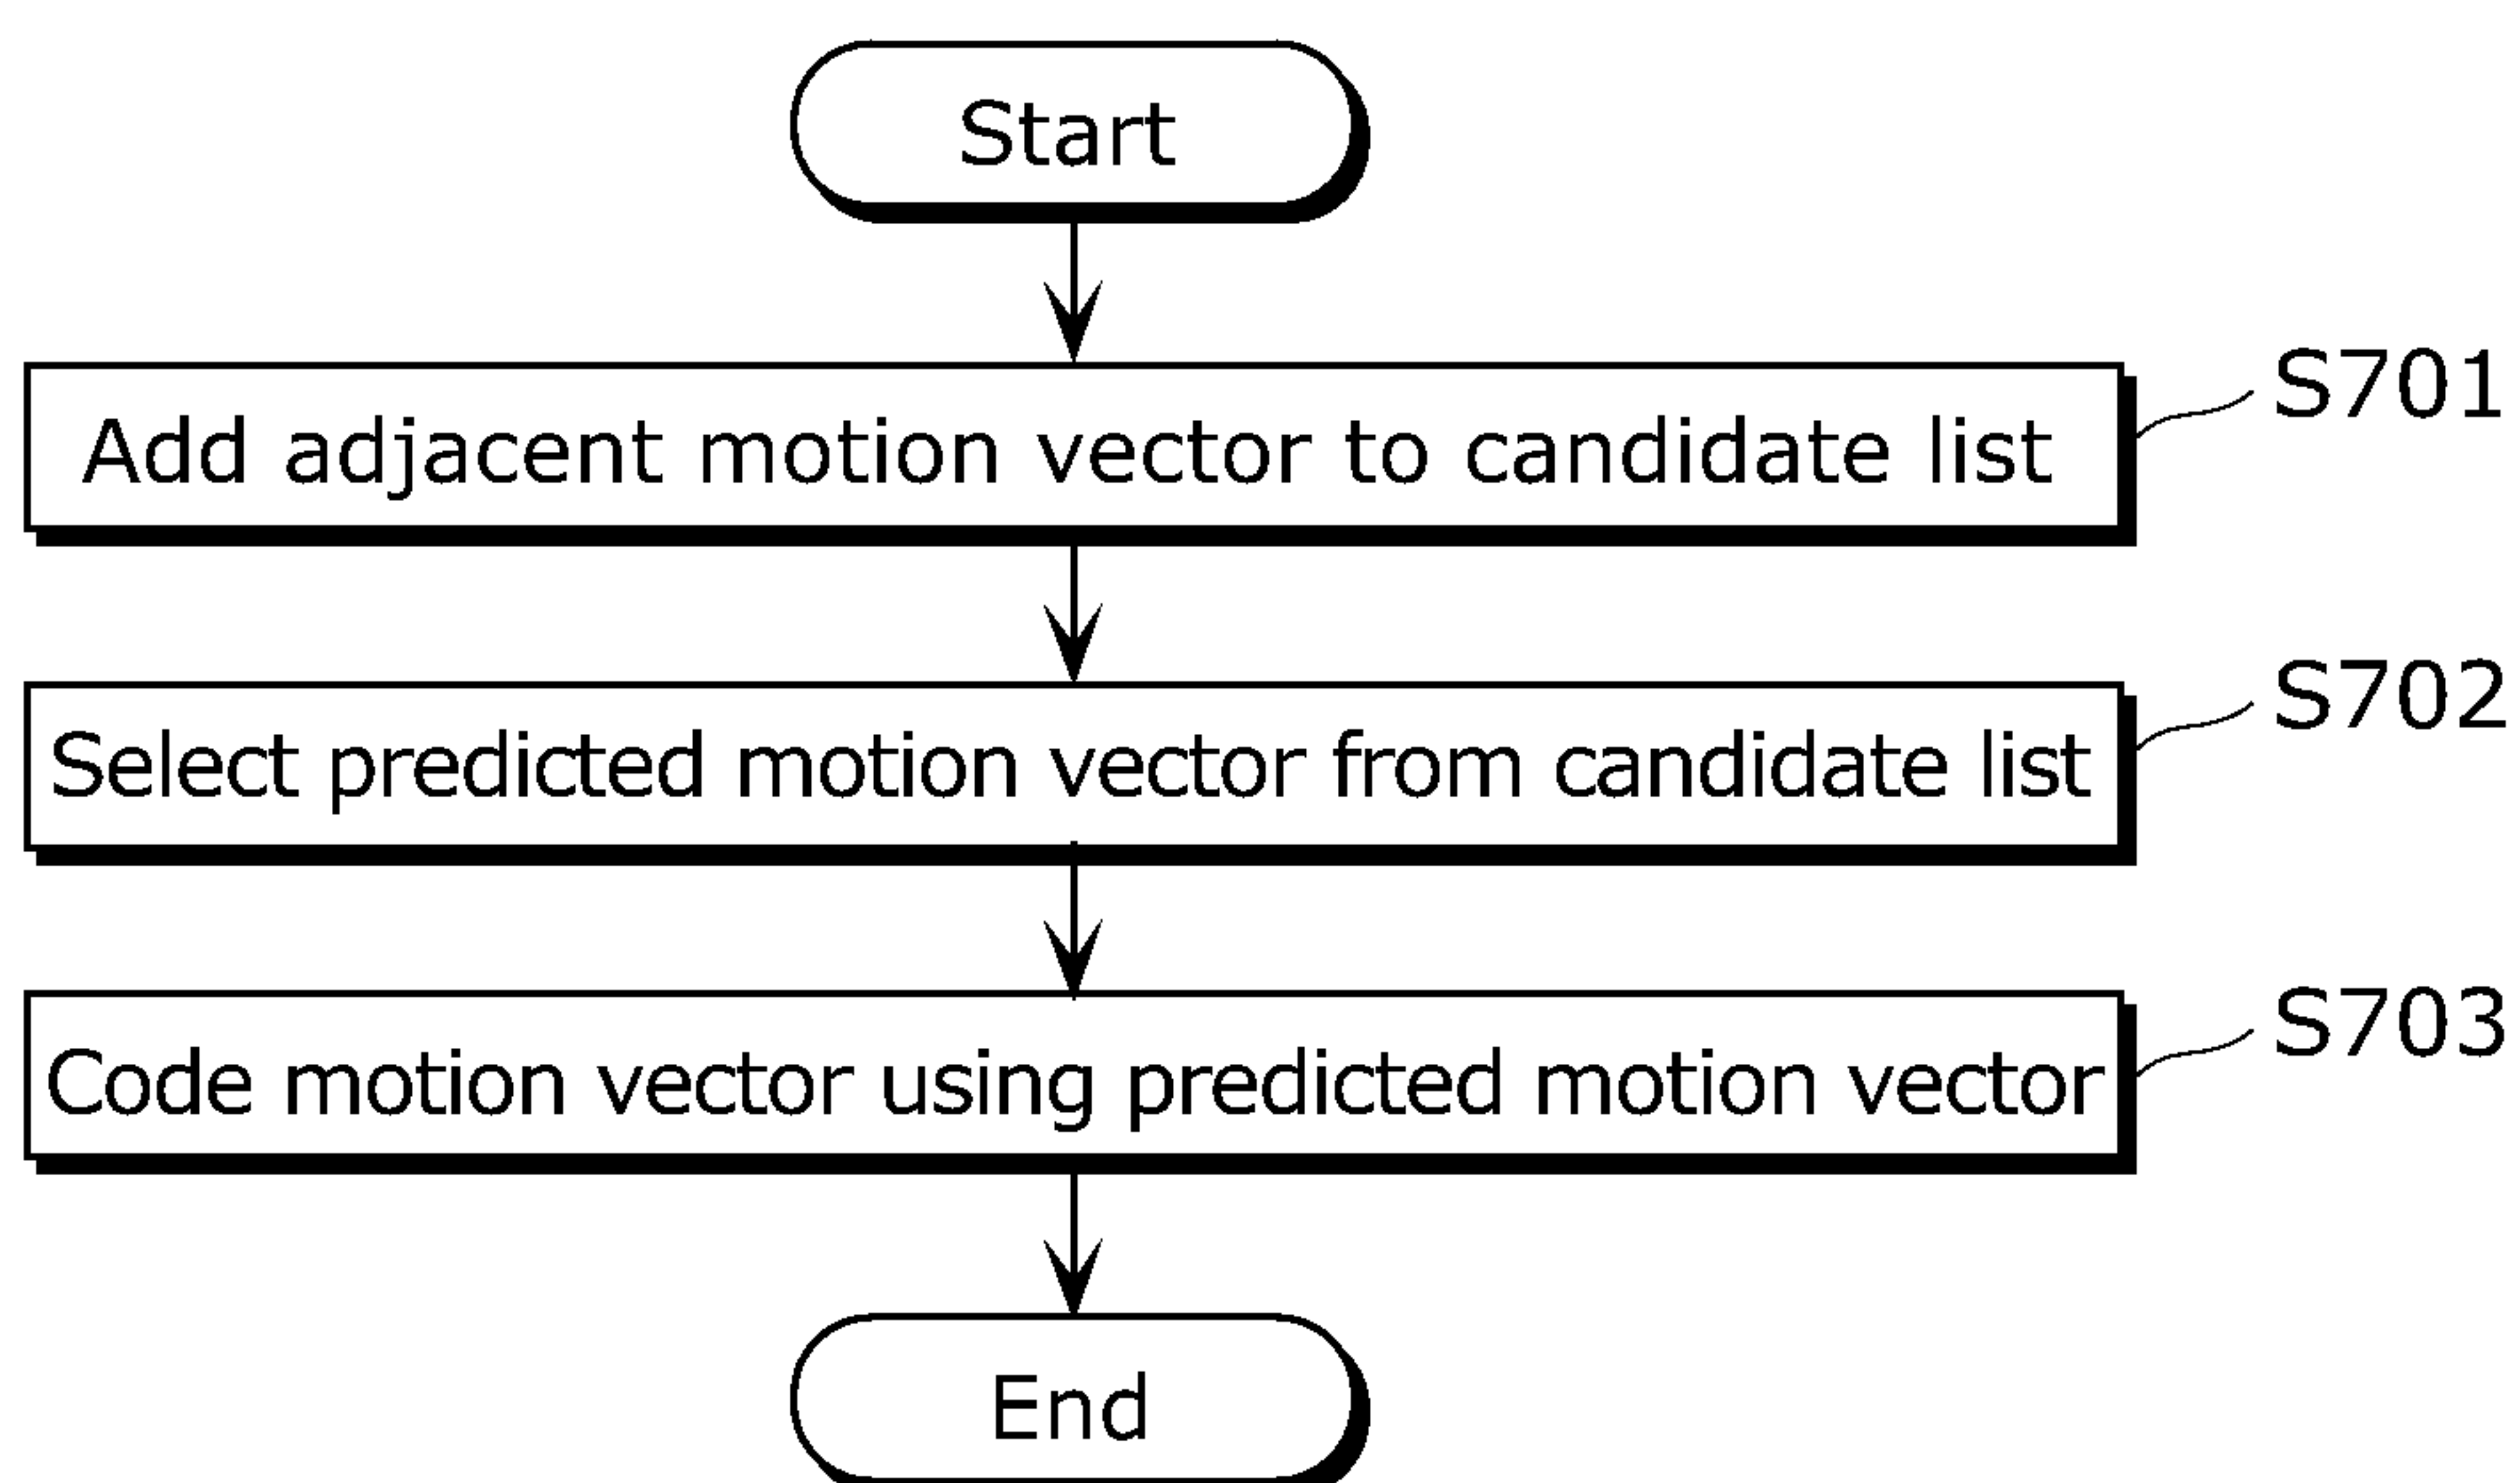 Start
Add adjacent motion vector to candidate list
S701
Select predicted motion vector from candidate list
S702
Code motion vector using predicted motion vector
S703
End